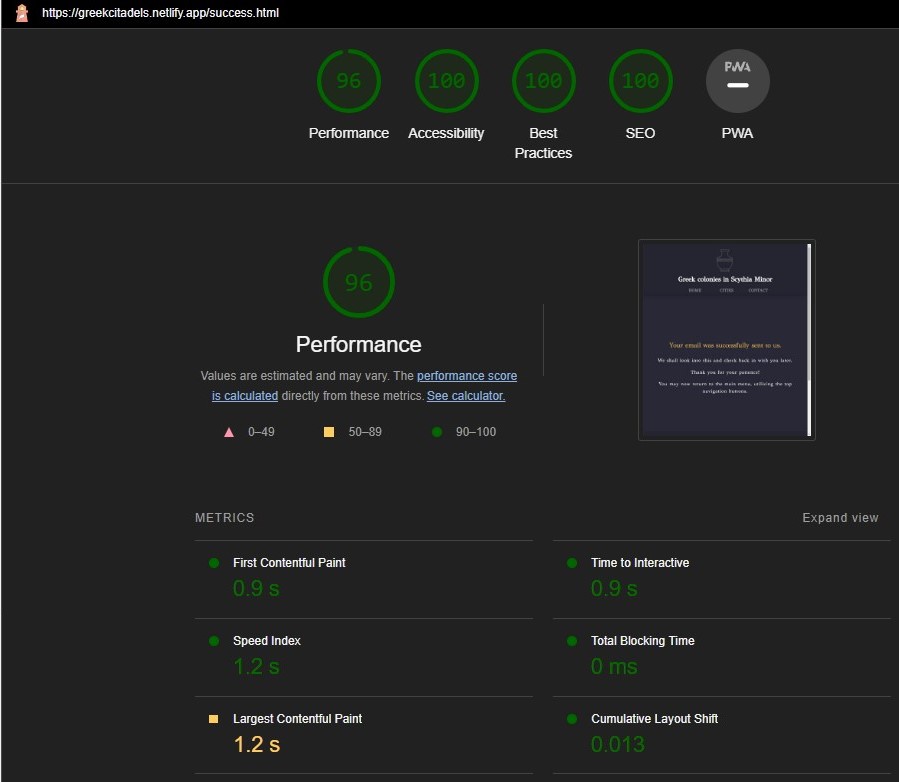 https://greekcitadels.netlify.app/success.html
96
100
100
100
PWA
Performance
Accessibility
Best
Practices
SEO
PWA
96
Performance
Values are estimated and may vary. The performance score
is calculated directly from these metrics. See calculator.
0–49
50–89
90–100
Greek colonies in Scythia Minor
HOME CITIES CONTACT
Your email was successfully sent to us.
We shall look into this and check back in with you later.
Thank you for your patience!
You may now return to the main menu, utilising the top
navigation buttons.
METRICS
Expand view
First Contentful Paint
0.9 s
Time to Interactive
0.9 s
Speed Index
1.2 s
Total Blocking Time
0 ms
Largest Contentful Paint
1.2 s
Cumulative Layout Shift
0.013